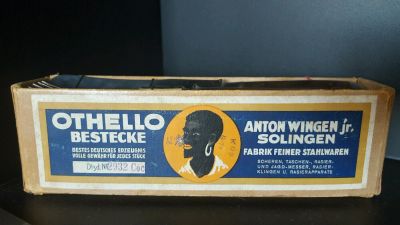 OTHELLO
BESTECKE
BESTES DEUTSCHES ERZEUGNIS
VOLLE GEWÄHR FÜR JEDES STÜCK
ANTON WINGEN jr.
SOLINGEN
FABRIK FEINER STAHLWAREN
SCHEREN, TASCHEN-, RASIER-
UND JAGD-MESSER, RASIER-
KLINGEN U. RASIERAPPARATE